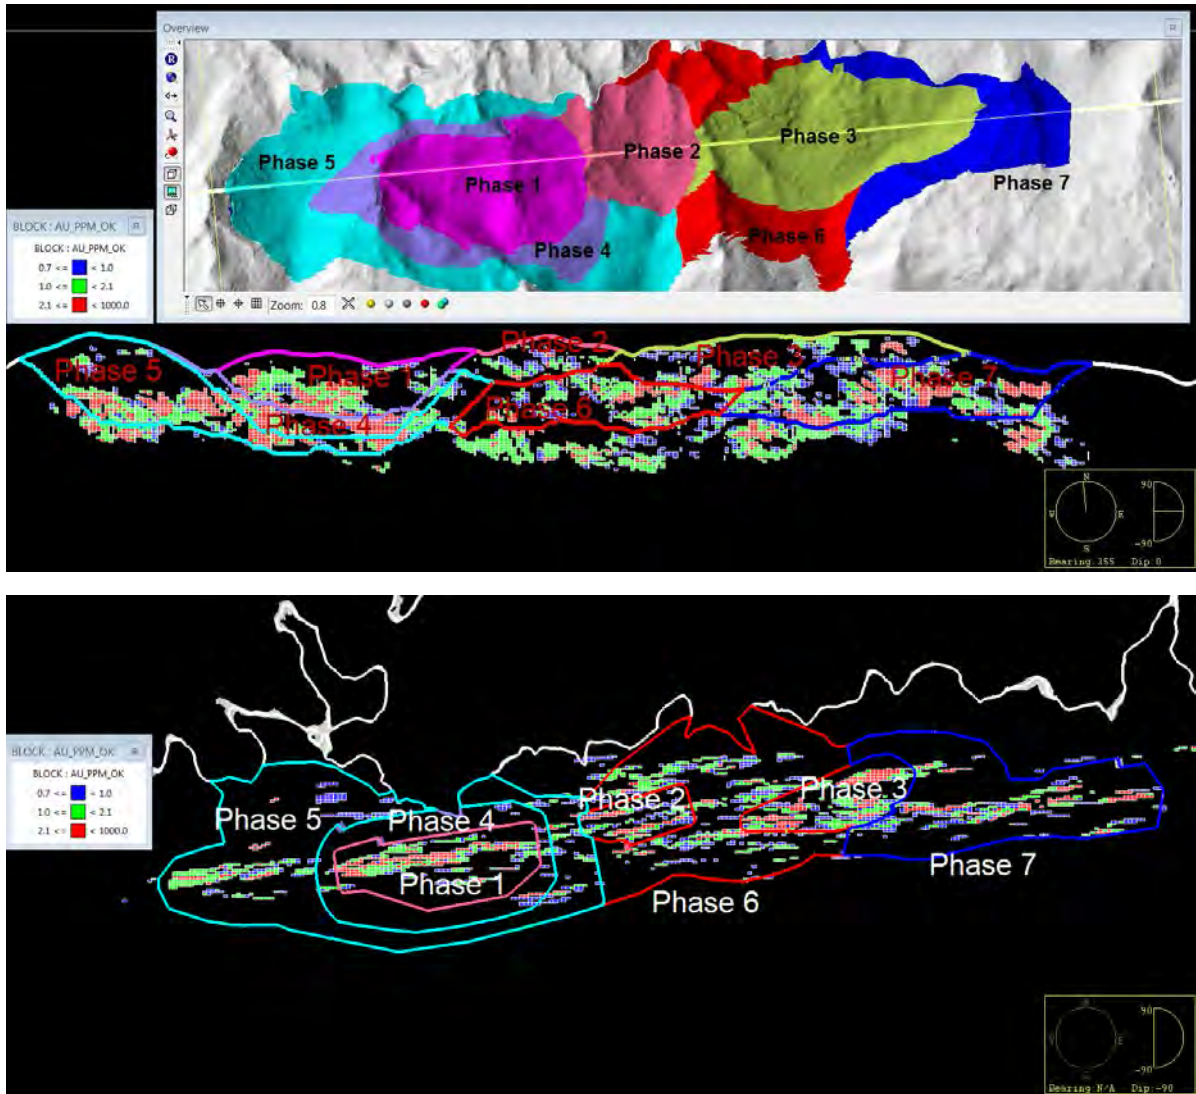 Overview
R
R
Phase 5
Phase 1
Phase 2
Phase 3
Phase 7
Phase 4
Phase 6
Zoom: 0.8
BLOCK : AU_PPM_OK
R
BLOCK : AU_PPM_OK
0.7 <= < 1.0
1.0 <= < 2.1
2.1 <= < 1000.0
Phase 5
Phase 1
Phase 2
Phase 3
Phase 7
Phase 4
Phase 6
N
W
E
S
90
-90
Bearing:355 Dip:0
BLOCK : AU_PPM_OK
R
BLOCK : AU_PPM_OK
0.7 <= < 1.0
1.0 <= < 2.1
2.1 <= < 1000.0
Phase 5
Phase 4
Phase 1
Phase 2
Phase 3
Phase 6
Phase 7
90
-90
Bearing:N/A Dip:-90